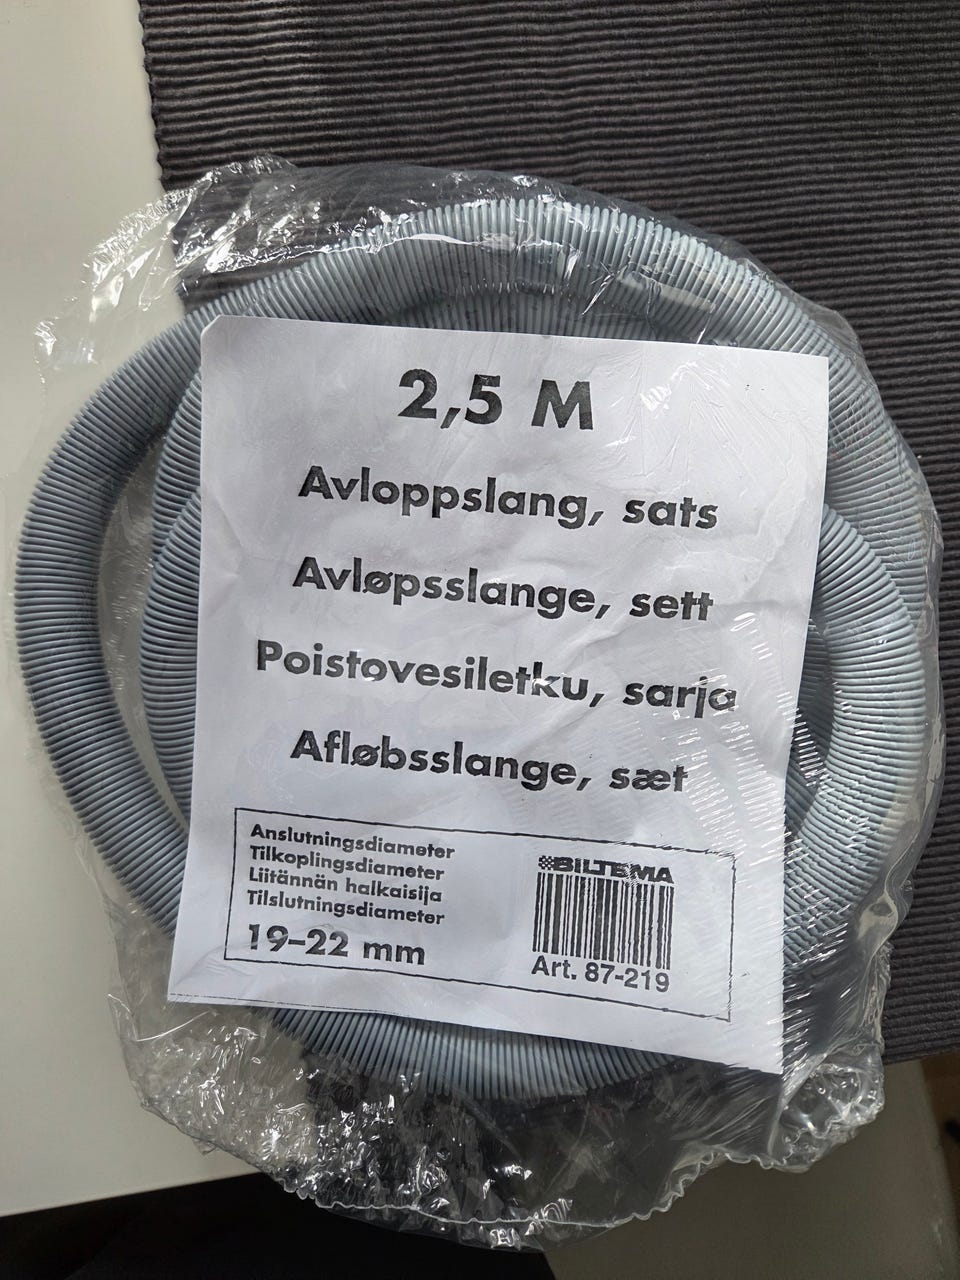 2,5 M
Avloppslang, sats
Avløpsslange, sett
Poistovesiletku, sarja
Afløbsslange, sæt
Anslutningsdiameter
Tilkoplingsdiameter
Liitännän halkaisija
Tilslutningsdiameter
19–22 mm
BILTEMA
Art. 87-219